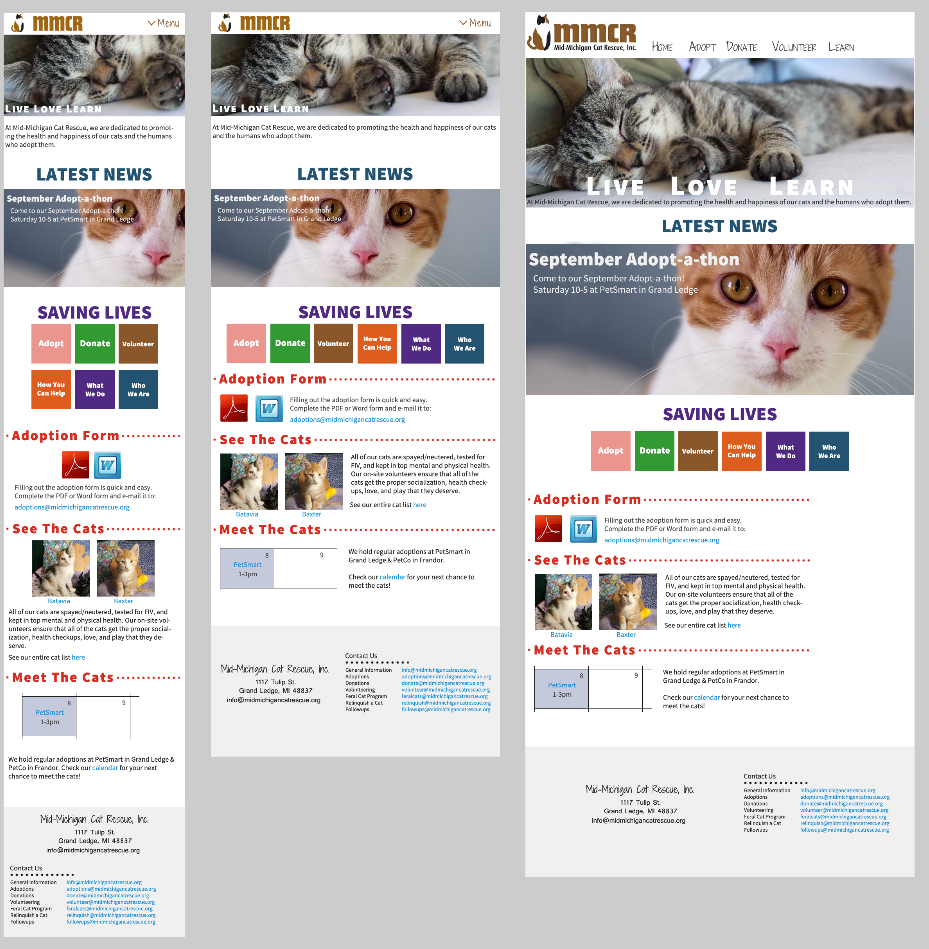 MMCR
Menu
LIVE LOVE LEARN
At Mid-Michigan Cat Rescue, we are dedicated to promot-
ing the health and happiness of our cats and the humans
who adopt them.
LATEST NEWS
September Adopt-a-thon
Come to our September Adopt-a-thon!
Saturday 10-5 at PetSmart in Grand Ledge
SAVING LIVES
Adopt
Donate
Volunteer
How You
Can Help
What
We Do
Who
We Are
Adoption Form
W
Filling out the adoption form is quick and easy.
Complete the PDF or Word form and e-mail it to:
adoptions@midmichigancatrescue.org
See The Cats
Batavia
Baxter
All of our cats are spayed/neutered, tested for
FIV, and kept in top mental and physical health. Our on-site vol-
unteers ensure that all of the cats get the proper social-
ization, health checkups, love, and play that they de-
serve.
See our entire cat list here
Meet The Cats
8
9
PetSmart
1-3pm
We hold regular adoptions at PetSmart in Grand Ledge &
PetCo in Frandor. Check our calendar for your next
chance to meet the cats!
Mid-Michigan Cat Rescue, Inc.
1117 Tulip St.
Grand Ledge, MI 48837
info@midmichigancatrescue.org
Contact Us
General Information info@midmichigancatrescue.org
Adoptions adoptions@midmichigancatrescue.org
Donations donate@midmichigancatrescue.org
Volunteering volunteer@midmichigancatrescue.org
Feral Cat Program feralcats@midmichigancatrescue.org
Relinquish a Cat relinquish@midmichigancatrescue.org
Followups followups@midmichigancatrescue.org
MMCR
Menu
LIVE LOVE LEARN
At Mid-Michigan Cat Rescue, we are dedicated to promoting the health and happiness of our cats
and the humans who adopt them.
LATEST NEWS
September Adopt-a-thon
Come to our September Adopt-a-thon!
Saturday 10-5 at PetSmart in Grand Ledge
SAVING LIVES
Adopt
Donate
Volunteer
How You
Can Help
What
We Do
Who
We Are
Adoption Form
W
Filling out the adoption form is quick and easy.
Complete the PDF or Word form and e-mail it to:
adoptions@midmichigancatrescue.org
See The Cats
Batavia
Baxter
All of our cats are spayed/neutered, tested for
FIV, and kept in top mental and physical health.
Our on-site volunteers ensure that all of the
cats get the proper socialization, health check-
ups, love, and play that they deserve.
See our entire cat list here
Meet The Cats
8
9
PetSmart
1-3pm
We hold regular adoptions at PetSmart in
Grand Ledge & PetCo in Frandor.
Check our calendar for your next chance to
meet the cats!
Mid-Michigan Cat Rescue, Inc.
1117 Tulip St.
Grand Ledge, MI 48837
info@midmichigancatrescue.org
Contact Us
General Information info@midmichigancatrescue.org
Adoptions adoptions@midmichigancatrescue.org
Donations donate@midmichigancatrescue.org
Volunteering volunteer@midmichigancatrescue.org
Feral Cat Program feralcats@midmichigancatrescue.org
Relinquish a Cat relinquish@midmichigancatrescue.org
Followups followups@midmichigancatrescue.org
MMCR
Mid-Michigan Cat Rescue, Inc.
HOME ADOPT DONATE VOLUNTEER LEARN
LIVE LOVE LEARN
At Mid-Michigan Cat Rescue, we are dedicated to promoting the health and happiness of our cats and the humans who adopt them.
LATEST NEWS
September Adopt-a-thon
Come to our September Adopt-a-thon!
Saturday 10-5 at PetSmart in Grand Ledge
SAVING LIVES
Adopt
Donate
Volunteer
How You
Can Help
What
We Do
Who
We Are
Adoption Form
W
Filling out the adoption form is quick and easy.
Complete the PDF or Word form and e-mail it to:
adoptions@midmichigancatrescue.org
See The Cats
Batavia
Baxter
All of our cats are spayed/neutered, tested for
FIV, and kept in top mental and physical health.
Our on-site volunteers ensure that all of the
cats get the proper socialization, health check-
ups, love, and play that they deserve.
See our entire cat list here
Meet The Cats
8
9
PetSmart
1-3pm
We hold regular adoptions at PetSmart in
Grand Ledge & PetCo in Frandor.
Check our calendar for your next chance to
meet the cats!
Mid-Michigan Cat Rescue, Inc.
1117 Tulip St.
Grand Ledge, MI 48837
info@midmichigancatrescue.org
Contact Us
General Information info@midmichigancatrescue.org
Adoptions adoptions@midmichigancatrescue.org
Donations donate@midmichigancatrescue.org
Volunteering volunteer@midmichigancatrescue.org
Feral Cat Program feralcats@midmichigancatrescue.org
Relinquish a Cat relinquish@midmichigancatrescue.org
Followups followups@midmichigancatrescue.org